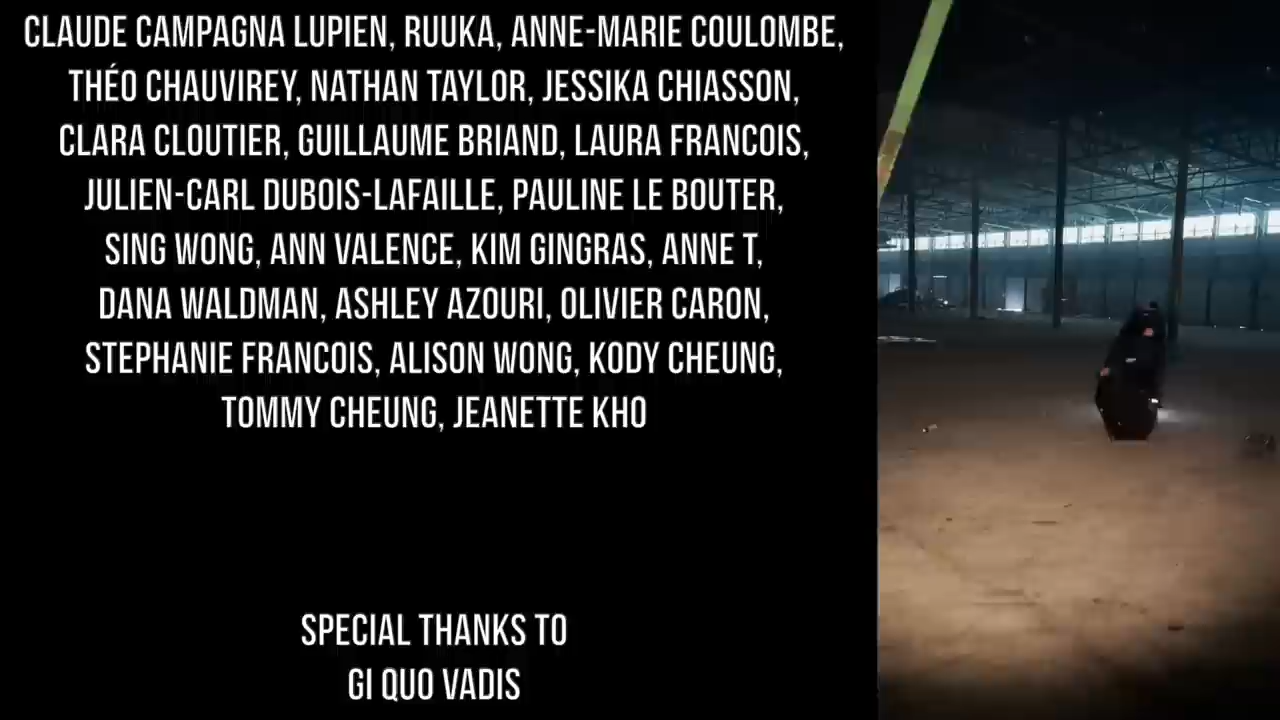 CLAUDE CAMPAGNA LUPIEN, RUUKA, ANNE-MARIE COULOMBE,
THÉO CHAUVIREY, NATHAN TAYLOR, JESSIKA CHIASSON,
CLARA CLOUTIER, GUILLAUME BRIAND, LAURA FRANCOIS,
JULIEN-CARL DUBOIS-LAFAILLE, PAULINE LE BOUTER,
SING WONG, ANN VALENCE, KIM GINGRAS, ANNE T,
DANA WALDMAN, ASHLEY AZOURI, OLIVIER CARON,
STEPHANIE FRANCOIS, ALISON WONG, KODY CHEUNG,
TOMMY CHEUNG, JEANETTE KHO
SPECIAL THANKS TO
GI QUO VADIS